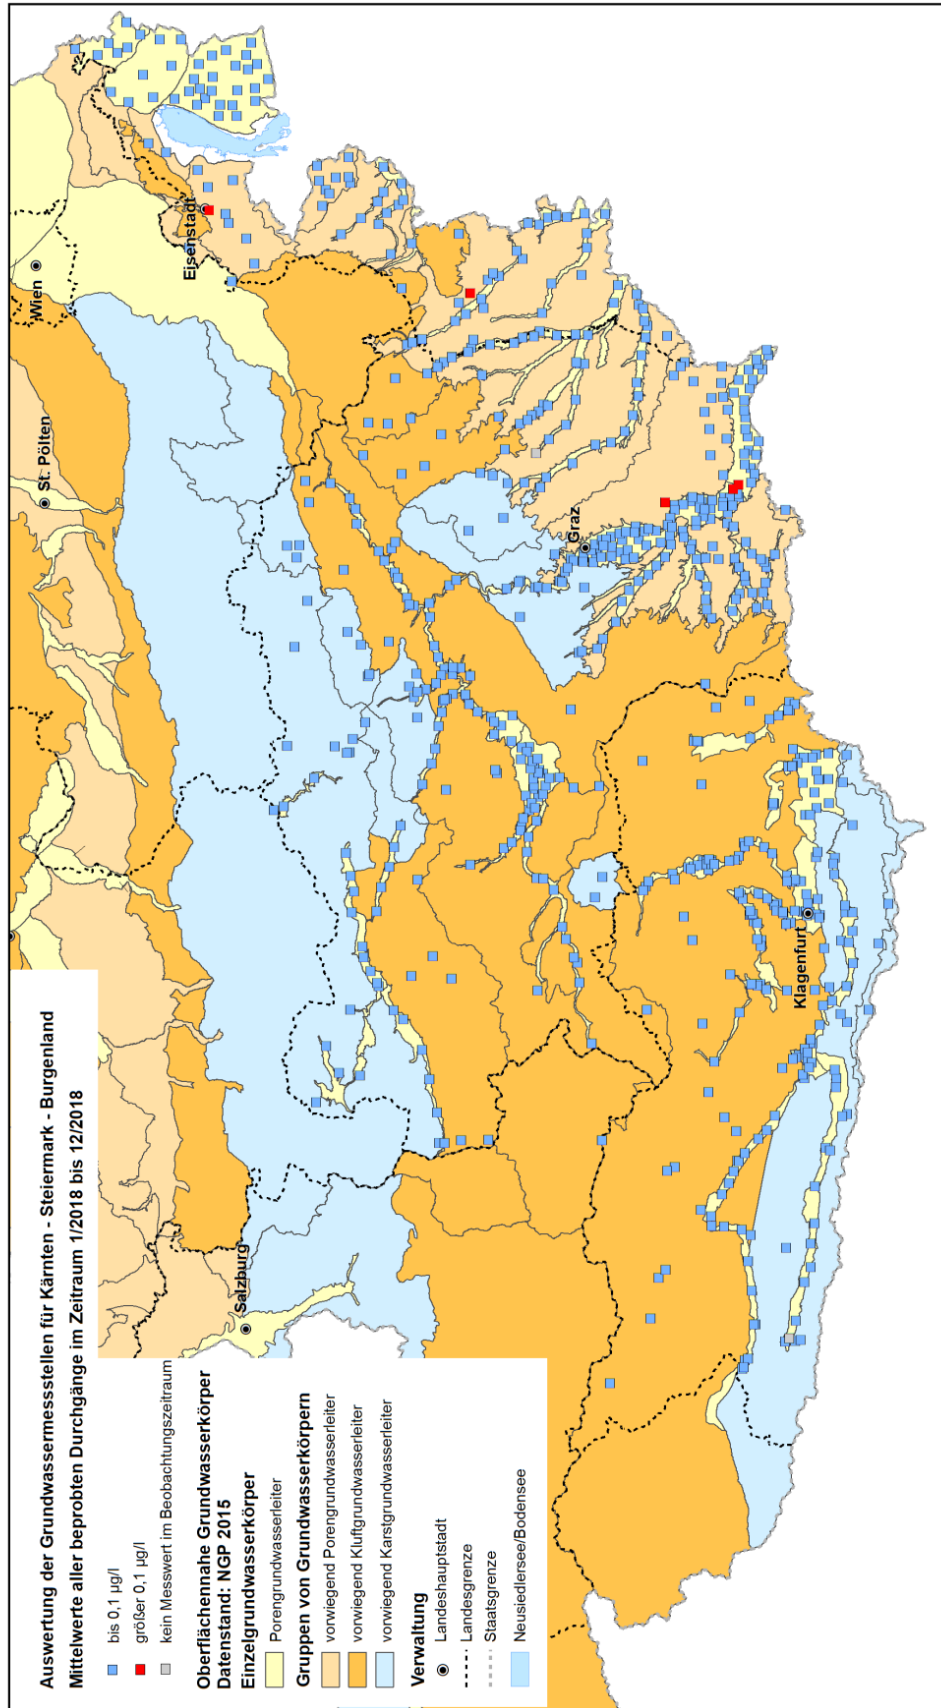 Auswertung der Grundwassermessstellen für Kärnten - Steiermark - Burgenland
Mittelwerte aller beprobten Durchgänge im Zeitraum 1/2018 bis 12/2018
bis 0,1 µg/l
größer 0,1 µg/l
kein Messwert im Beobachtungszeitraum
Oberflächennahe Grundwasserkörper
Datenstand: NGP 2015
Einzelgrundwasserkörper
Porengrundwasserleiter
Gruppen von Grundwasserkörpern
vorwiegend Porengrundwasserleiter
vorwiegend Kluftgrundwasserleiter
vorwiegend Karstgrundwasserleiter
Verwaltung
Landeshauptstadt
Landesgrenze
Staatsgrenze
Neusiedlersee/Bodensee
Salzburg
St. Pölten
Wien
Eisenstadt
Graz
Klagenfurt